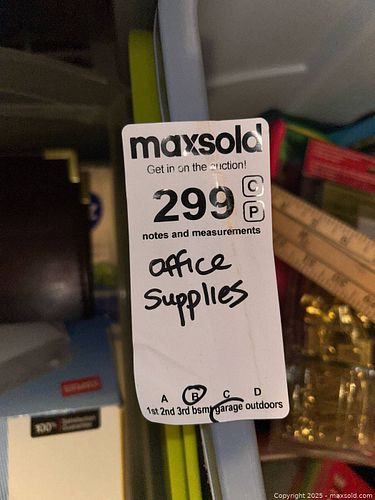 maxsold
Get in on the auction!
299 C
P
notes and measurements
office
supplies
A B C D
1st 2nd 3rd bsmt garage outdoors
100%
Copyright 2025 - maxsold.com